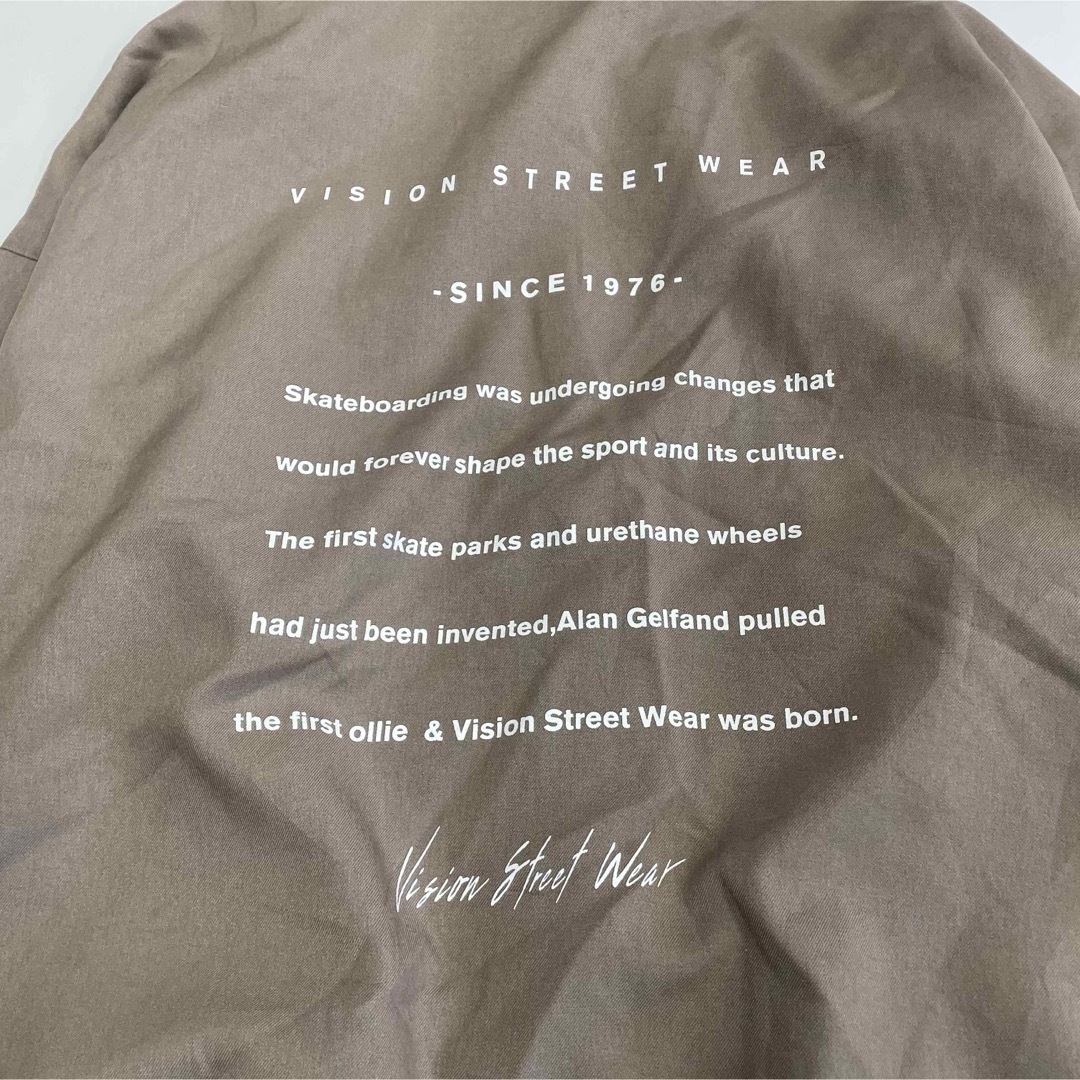 VISION STREET WEAR
-SINCE 1976-
Skateboarding was undergoing changes that
would forever shape the sport and its culture.
The first skate parks and urethane wheels
had just been invented,Alan Gelfand pulled
the first ollie & Vision Street Wear was born.
Vision Street Wear